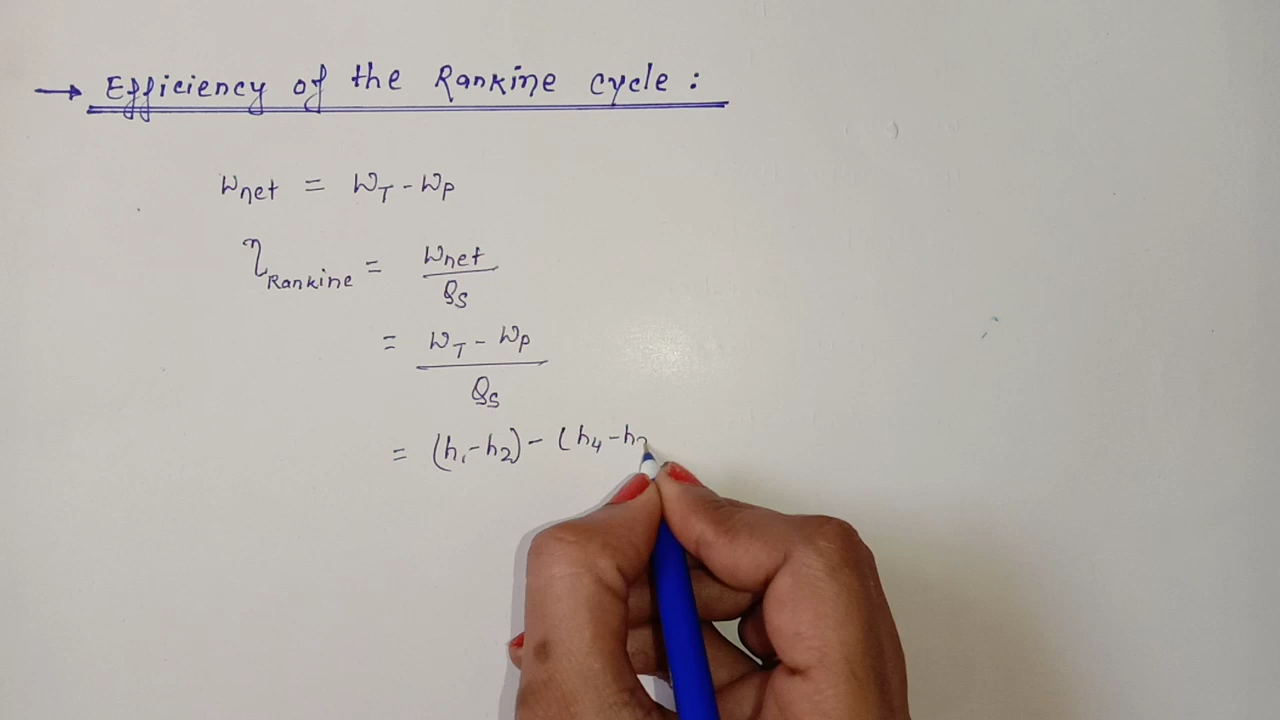 → Efficiency of the Rankine cycle :
Wnet = WT - WP
ηRankine = Wnet
QS
= WT - WP
QS
= (h1 - h2) - (h4 - h